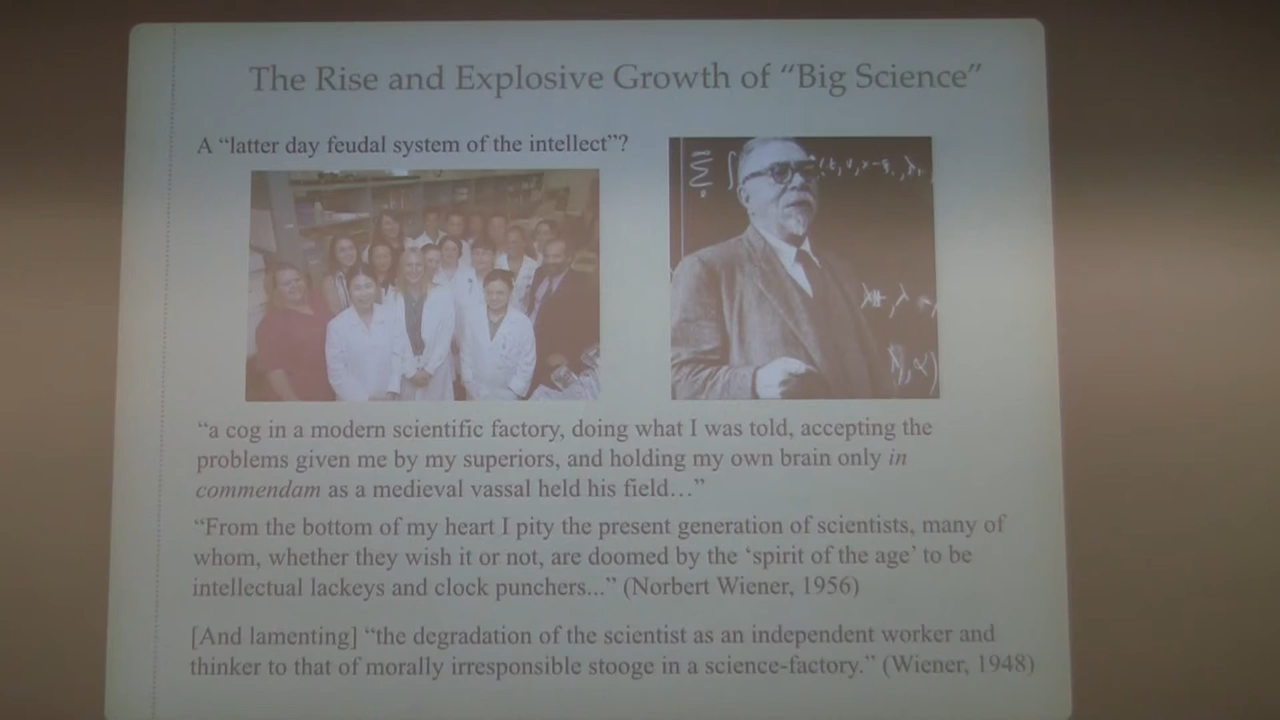 The Rise and Explosive Growth of “Big Science”
A “latter day feudal system of the intellect”?
“a cog in a modern scientific factory, doing what I was told, accepting the
problems given me by my superiors, and holding my own brain only in
commendam as a medieval vassal held his field…”
“From the bottom of my heart I pity the present generation of scientists, many of
whom, whether they wish it or not, are doomed by the ‘spirit of the age’ to be
intellectual lackeys and clock punchers...” (Norbert Wiener, 1956)
[And lamenting] “the degradation of the scientist as an independent worker and
thinker to that of morally irresponsible stooge in a science-factory.” (Wiener, 1948)